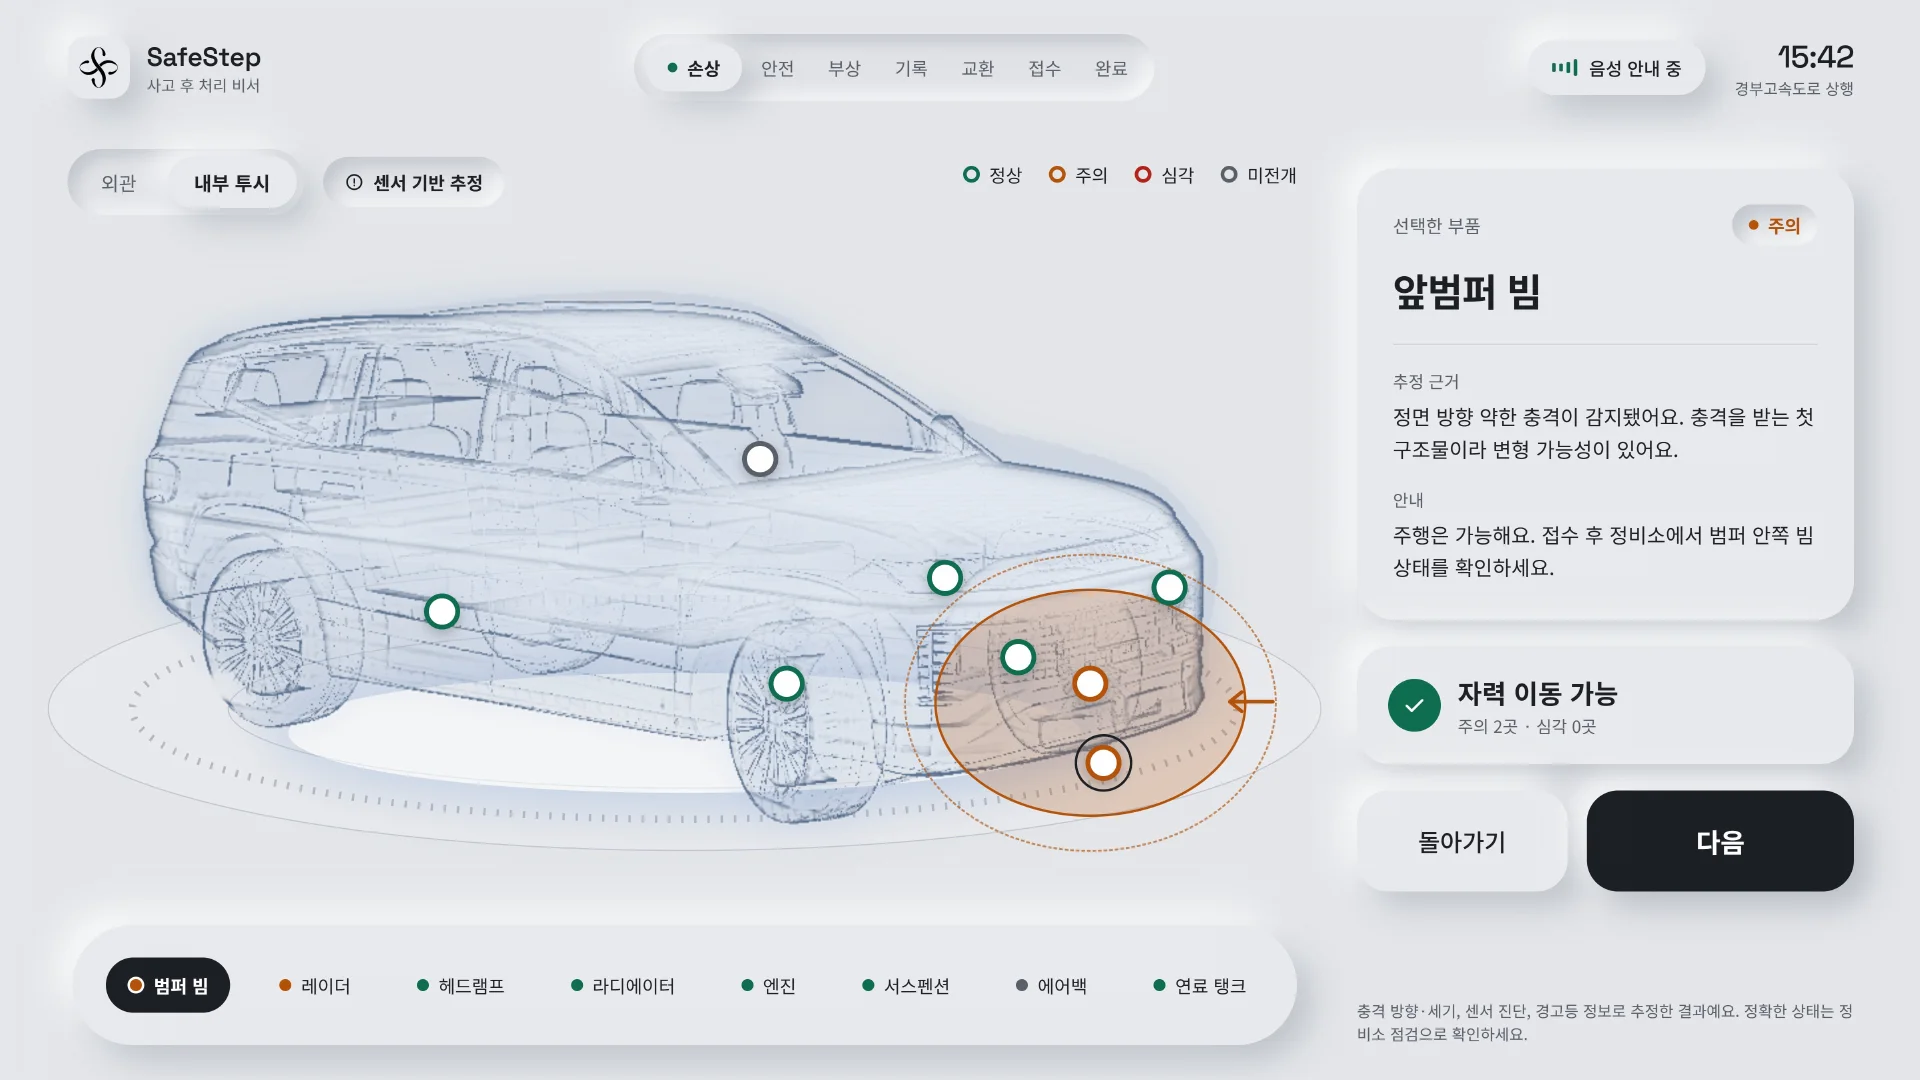 SafeStep
사고 후 처리 비서
손상
안전
부상
기록
교환
접수
완료
음성 안내 중
15:42
경부고속도로 상행
외관
내부 투시
센서 기반 추정
정상
주의
심각
미전개
선택한 부품
주의
앞범퍼 빔
추정 근거
정면 방향 약한 충격이 감지됐어요. 충격을 받는 첫
구조물이라 변형 가능성이 있어요.
안내
주행은 가능해요. 접수 후 정비소에서 범퍼 안쪽 빔
상태를 확인하세요.
자력 이동 가능
주의 2곳 · 심각 0곳
돌아가기
다음
범퍼 빔
레이더
헤드램프
라디에이터
엔진
서스펜션
에어백
연료 탱크
충격 방향·세기, 센서 진단, 경고등 정보로 추정한 결과예요. 정확한 상태는 정
비소 점검으로 확인하세요.